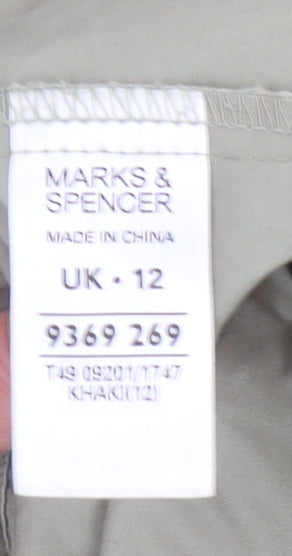 MARKS &
SPENCER
MADE IN CHINA
UK • 12
9369 269
T49 09201/1747
KHAKI(12)